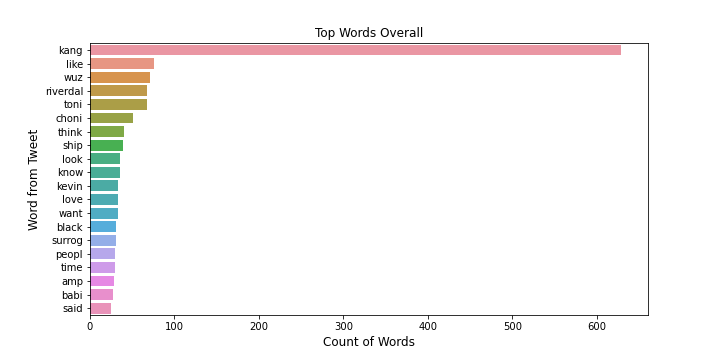 Top Words Overall
Word from Tweet
kang
like
wuz
riverdal
toni
choni
think
ship
look
know
kevin
love
want
black
surrog
peopl
time
amp
babi
said
0 100 200 300 400 500 600
Count of Words